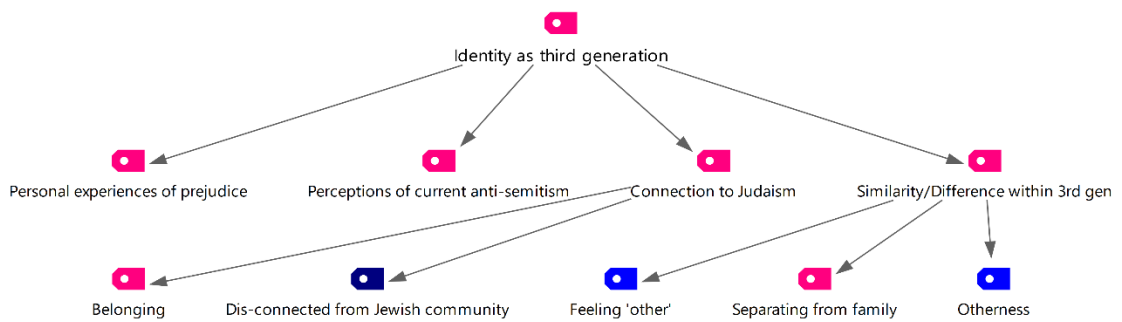 Identity as third generation
Personal experiences of prejudice
Perceptions of current anti-semitism
Connection to Judaism
Similarity/Difference within 3rd gen
Belonging
Dis-connected from Jewish community
Feeling 'other'
Separating from family
Otherness